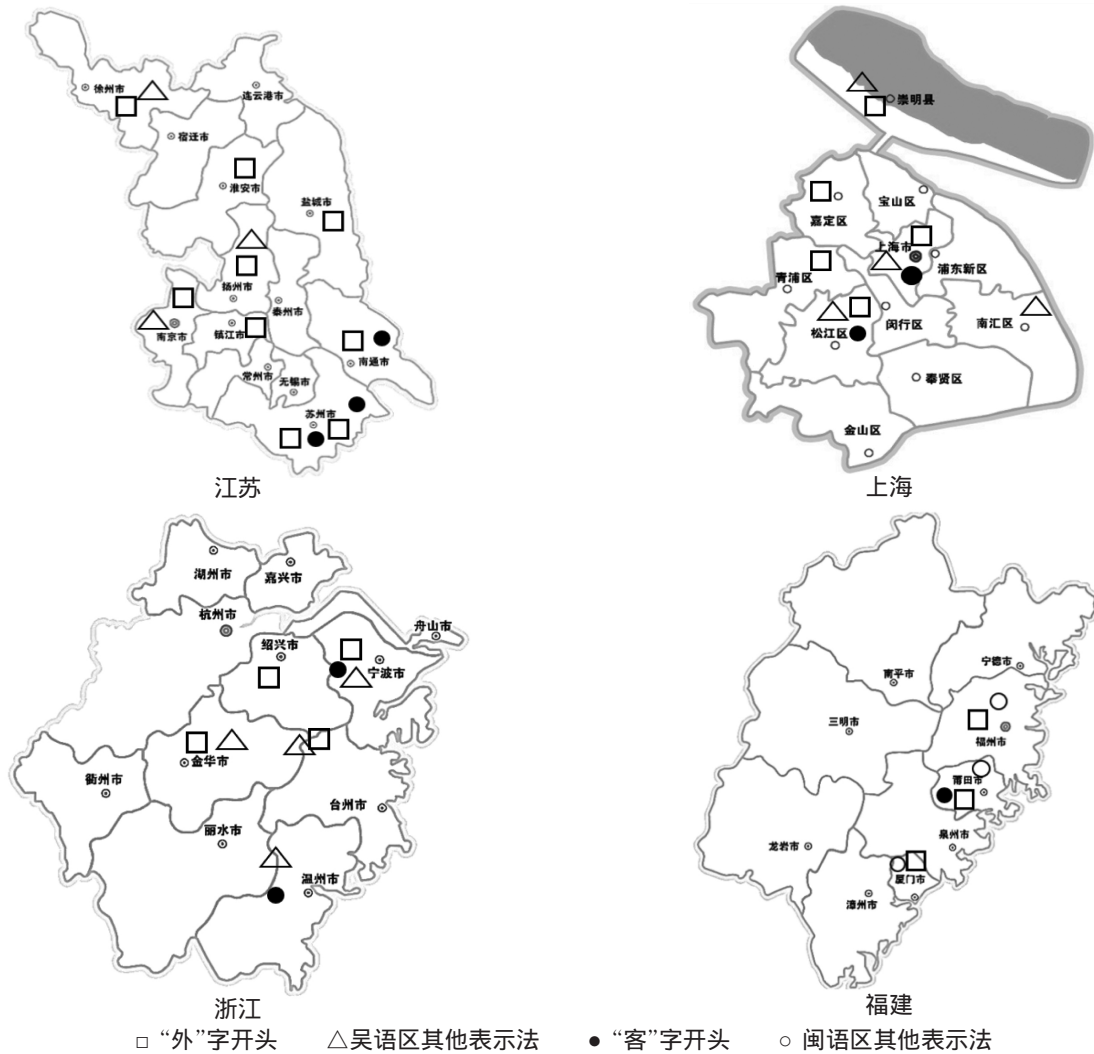 徐州市
连云港市
宿迁市
淮安市
盐城市
扬州市
泰州市
南京市
镇江市
南通市
常州市
无锡市
苏州市
江苏
崇明县
宝山区
嘉定区
上海市
浦东新区
青浦区
松江区
闵行区
南汇区
奉贤区
金山区
上海
湖州市
嘉兴市
杭州市
舟山市
绍兴市
宁波市
金华市
衢州市
台州市
丽水市
温州市
浙江
南平市
宁德市
三明市
福州市
莆田市
泉州市
龙岩市
厦门市
漳州市
福建
□ “外”字开头 △吴语区其他表示法 ● “客”字开头 ○ 闽语区其他表示法